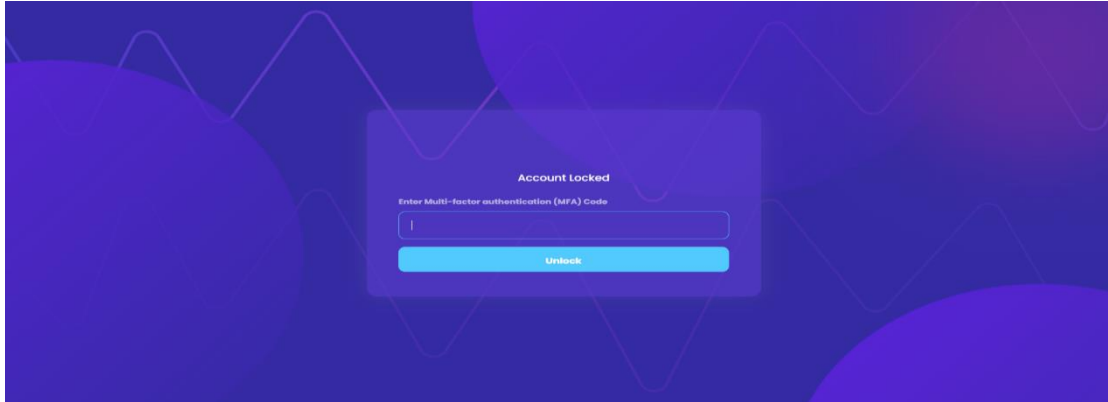 Account Locked
Enter Multi-factor authentication (MFA) Code
Unlock